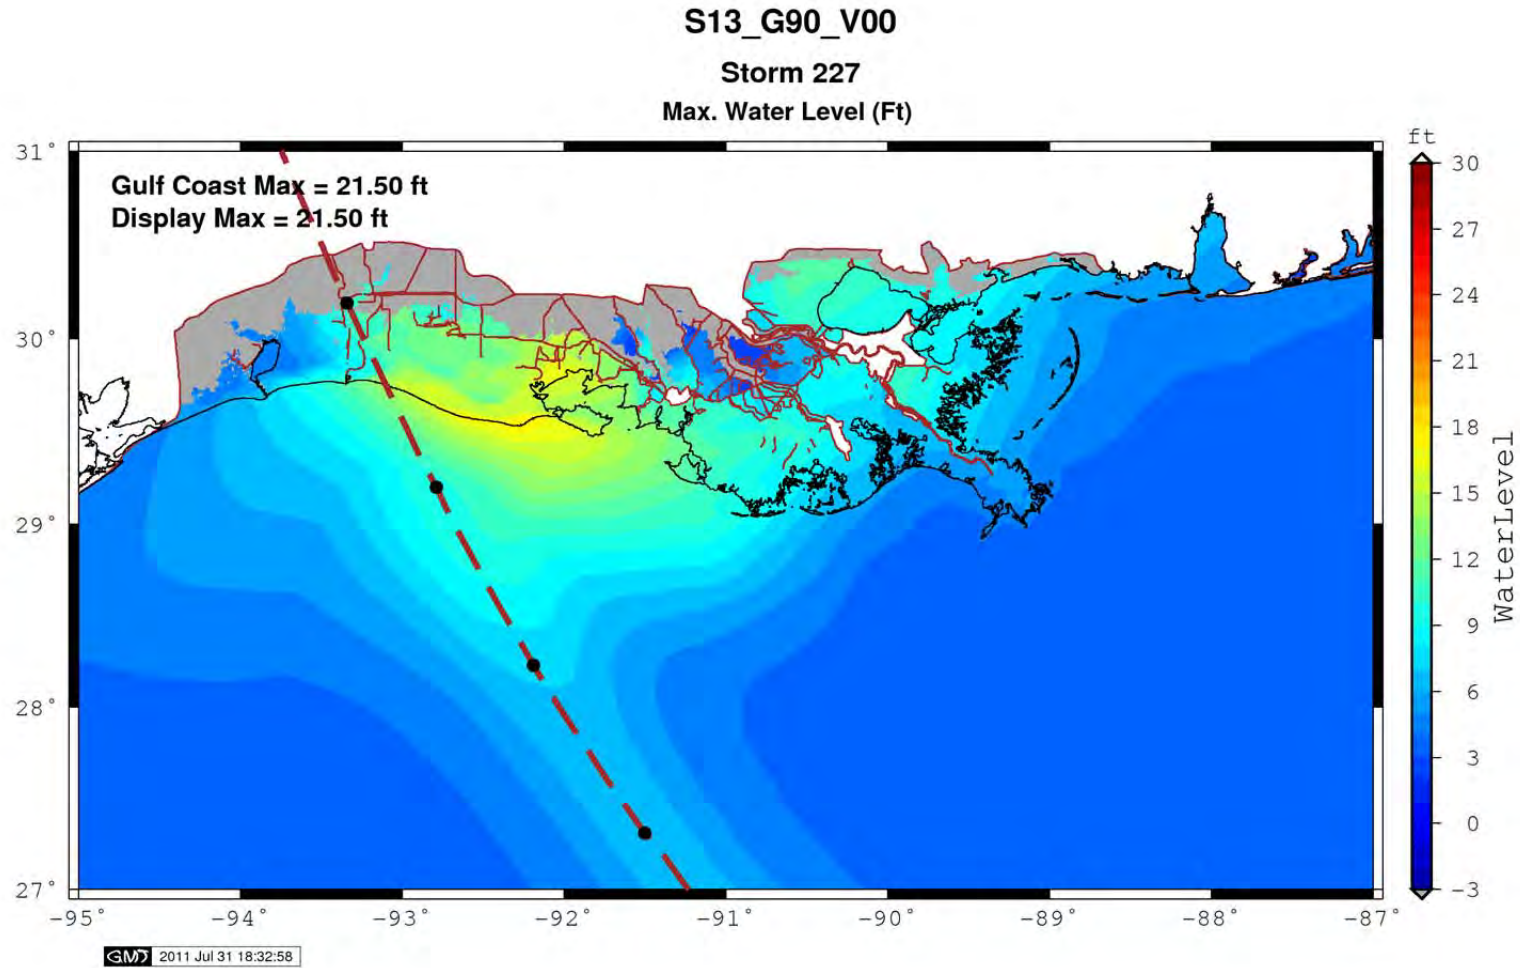 S13_G90_V00
Storm 227
Max. Water Level (Ft)
ft
31°
Gulf Coast Max = 21.50 ft
Display Max = 21.50 ft
30°
29°
28°
27°
-95° -94° -93° -92° -91° -90° -89° -88° -87°
30
27
24
21
18
15
12
9
6
3
0
-3
WaterLevel
GMT 2011 Jul 31 18:32:58